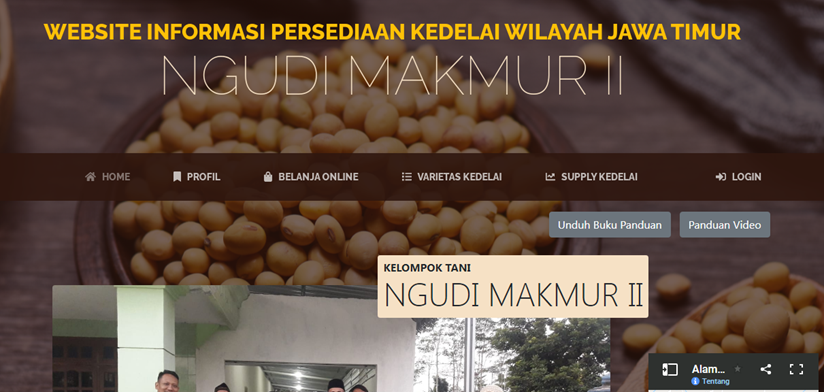 WEBSITE INFORMASI PERSEDIAAN KEDELAI WILAYAH JAWA TIMUR
NGUDI MAKMUR II
HOME PROFIL BELANJA ONLINE VARIETAS KEDELAI SUPPLY KEDELAI LOGIN
Unduh Buku Panduan Panduan Video
KELOMPOK TANI
NGUDI MAKMUR II
Alam...
Tentang